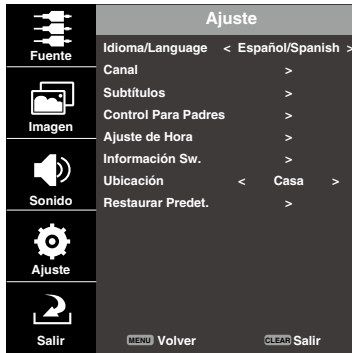 Ajuste
Fuente
Imagen
Sonido
Ajuste
Salir
Idioma/Language < Español/Spanish >
Canal >
Subtítulos >
Control Para Padres >
Ajuste de Hora >
Información Sw. >
Ubicación < Casa >
Restaurar Predet. >
MENU Volver CLEAR Salir